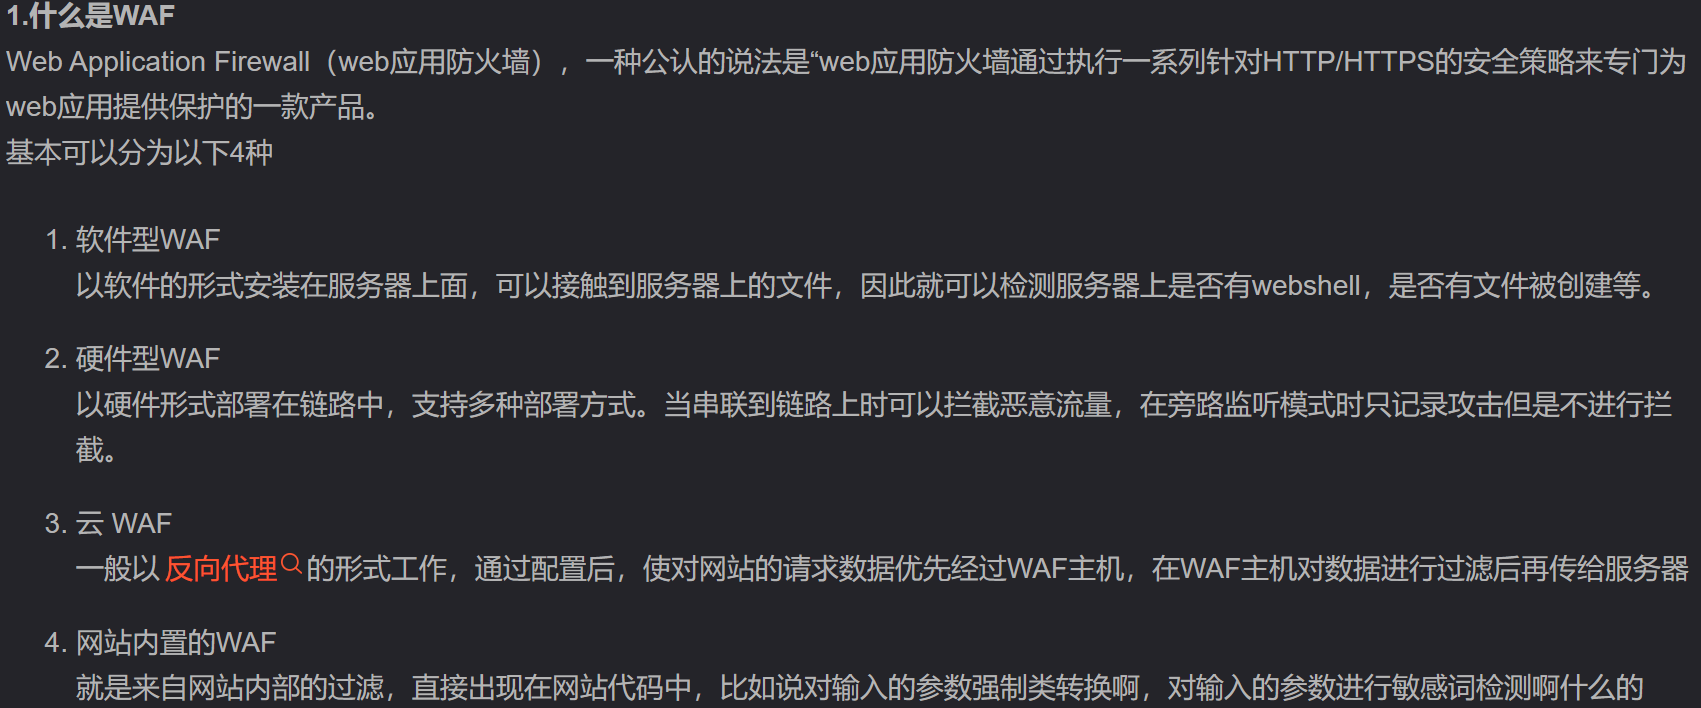 1.什么是WAF
Web Application Firewall（web应用防火墙），一种公认的说法是“web应用防火墙通过执行一系列针对HTTP/HTTPS的安全策略来专门为
web应用提供保护的一款产品。
基本可以分为以下4种
1. 软件型WAF
以软件的形式安装在服务器上面，可以接触到服务器上的文件，因此就可以检测服务器上是否有webshell，是否有文件被创建等。
2. 硬件型WAF
以硬件形式部署在链路中，支持多种部署方式。当串联到链路上时可以拦截恶意流量，在旁路监听模式时只记录攻击但是不进行拦
截。
3. 云 WAF
一般以 反向代理 的形式工作，通过配置后，使对网站的请求数据优先经过WAF主机，在WAF主机对数据进行过滤后再传给服务器
4. 网站内置的WAF
就是来自网站内部的过滤，直接出现在网站代码中，比如说对输入的参数强制类转换啊，对输入的参数进行敏感词检测啊什么的